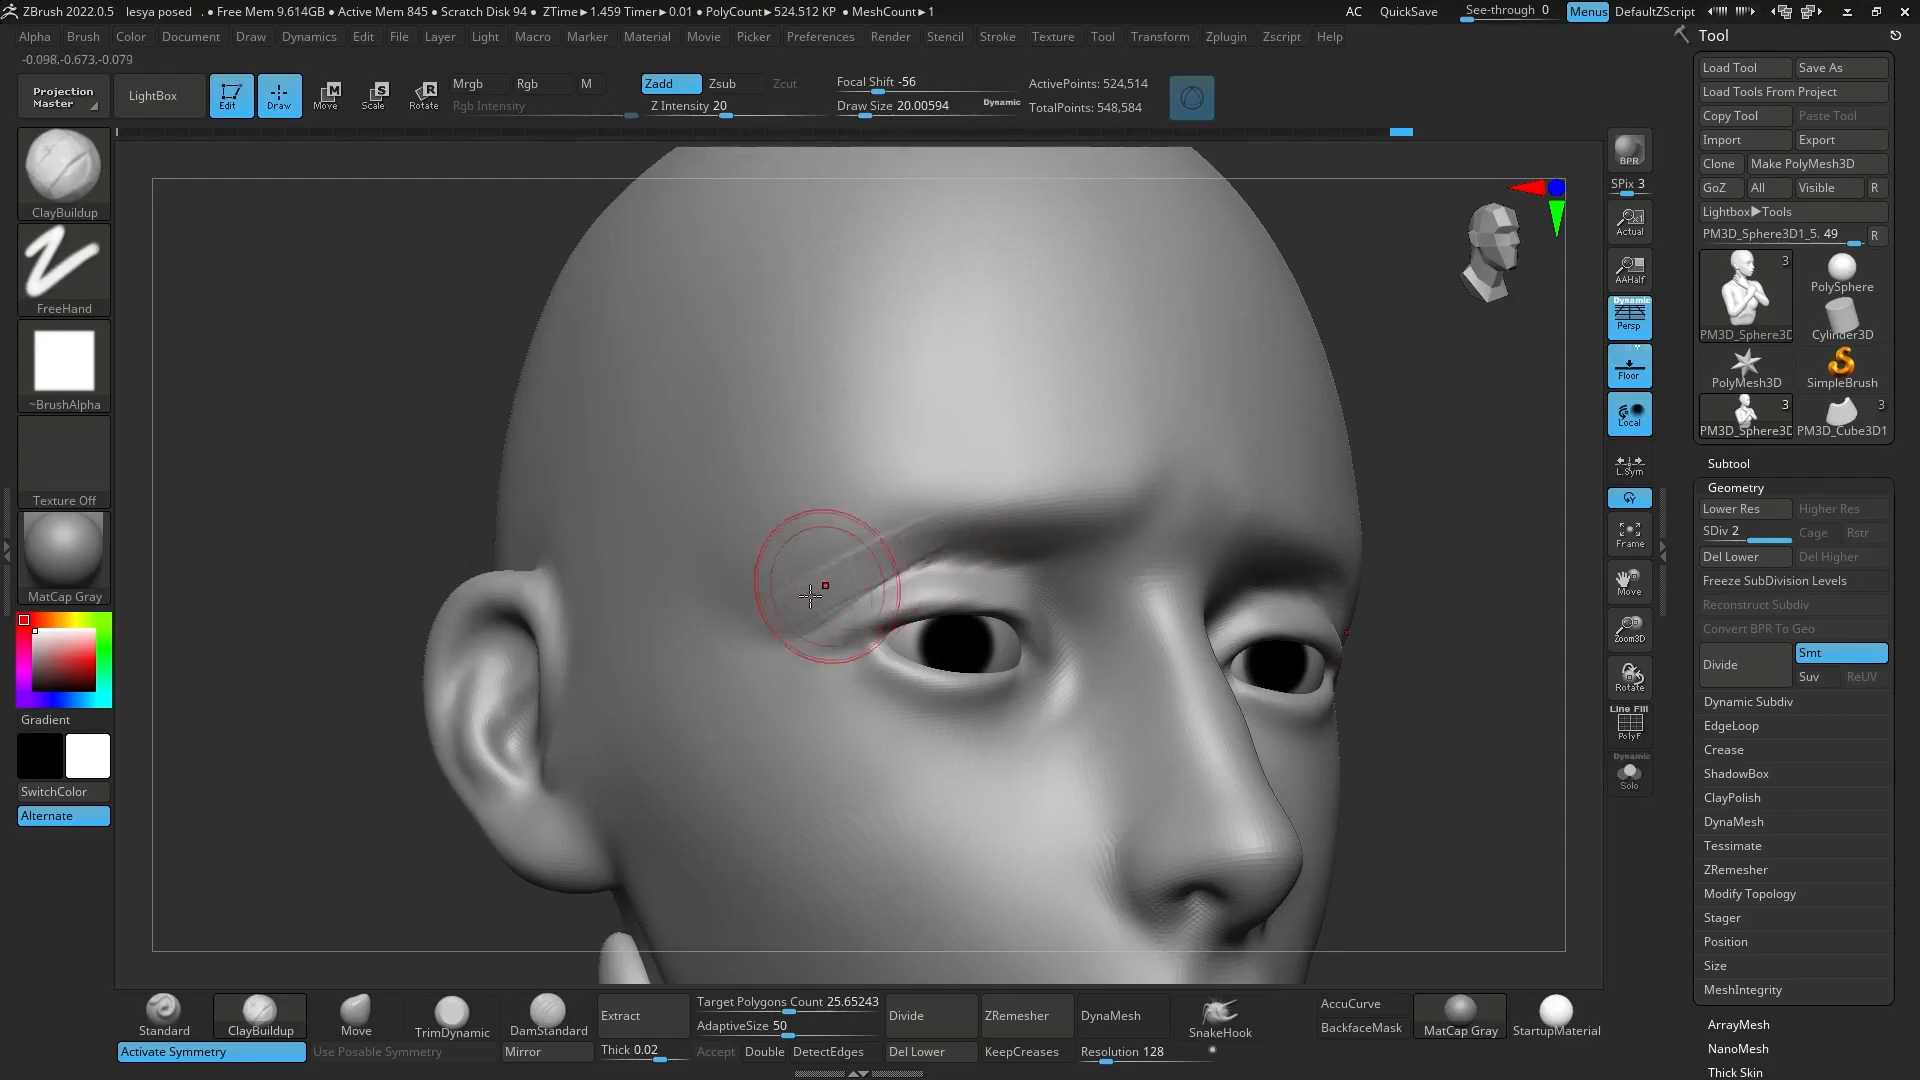 ZBrush 2022.0.5 lesya posed . ● Free Mem 9.614GB ● Active Mem 845 ● Scratch Disk 94 ● ZTime►1.459 Timer►0.01 ● PolyCount►524.512 KP ● MeshCount►1 AC QuickSave See-through 0 Menus DefaultZScript
Alpha Brush Color Document Draw Dynamics Edit File Layer Light Macro Marker Material Movie Picker Preferences Render Stencil Stroke Texture Tool Transform Zplugin Zscript Help
-0.098,-0.673,-0.079
Projection Master
LightBox
Edit
Draw
Move
Scale
Rotate
Mrgb Rgb M
Rgb Intensity
Zadd Zsub Zcut
Z Intensity 20
Focal Shift -56
Draw Size 20.00594 Dynamic
ActivePoints: 524,514
TotalPoints: 548,584
ClayBuildup
FreeHand
~BrushAlpha
Texture Off
MatCap Gray
Gradient
SwitchColor
Alternate
BPR
SPix 3
Actual
AAHalf
Dynamic
Persp
Floor
Local
L.Sym
Frame
Move
Zoom3D
Rotate
Line Fill
PolyF
Dynamic
Solo
Tool
Load Tool Save As
Load Tools From Project
Copy Tool Paste Tool
Import Export
Clone Make PolyMesh3D
GoZ All Visible R
Lightbox►Tools
PM3D_Sphere3D1_5. 49 R
3
PM3D_Sphere3D
PolySphere
Cylinder3D
PolyMesh3D SimpleBrush
3 3
PM3D_Sphere3D PM3D_Cube3D1
Subtool
Geometry
Lower Res Higher Res
SDiv 2 Cage Rstr
Del Lower Del Higher
Freeze SubDivision Levels
Reconstruct Subdiv
Convert BPR To Geo
Divide Smt
Suv ReUV
Dynamic Subdiv
EdgeLoop
Crease
ShadowBox
ClayPolish
DynaMesh
Tessimate
ZRemesher
Modify Topology
Stager
Position
Size
MeshIntegrity
ArrayMesh
NanoMesh
Thick Skin
Standard ClayBuildup Move TrimDynamic DamStandard
Activate Symmetry Use Posable Symmetry Mirror
Extract
Thick 0.02
Target Polygons Count 25.65243
AdaptiveSize 50
Accept Double DetectEdges
Divide ZRemesher DynaMesh
Del Lower KeepCreases Resolution 128
SnakeHook
AccuCurve
BackfaceMask
MatCap Gray
StartupMaterial